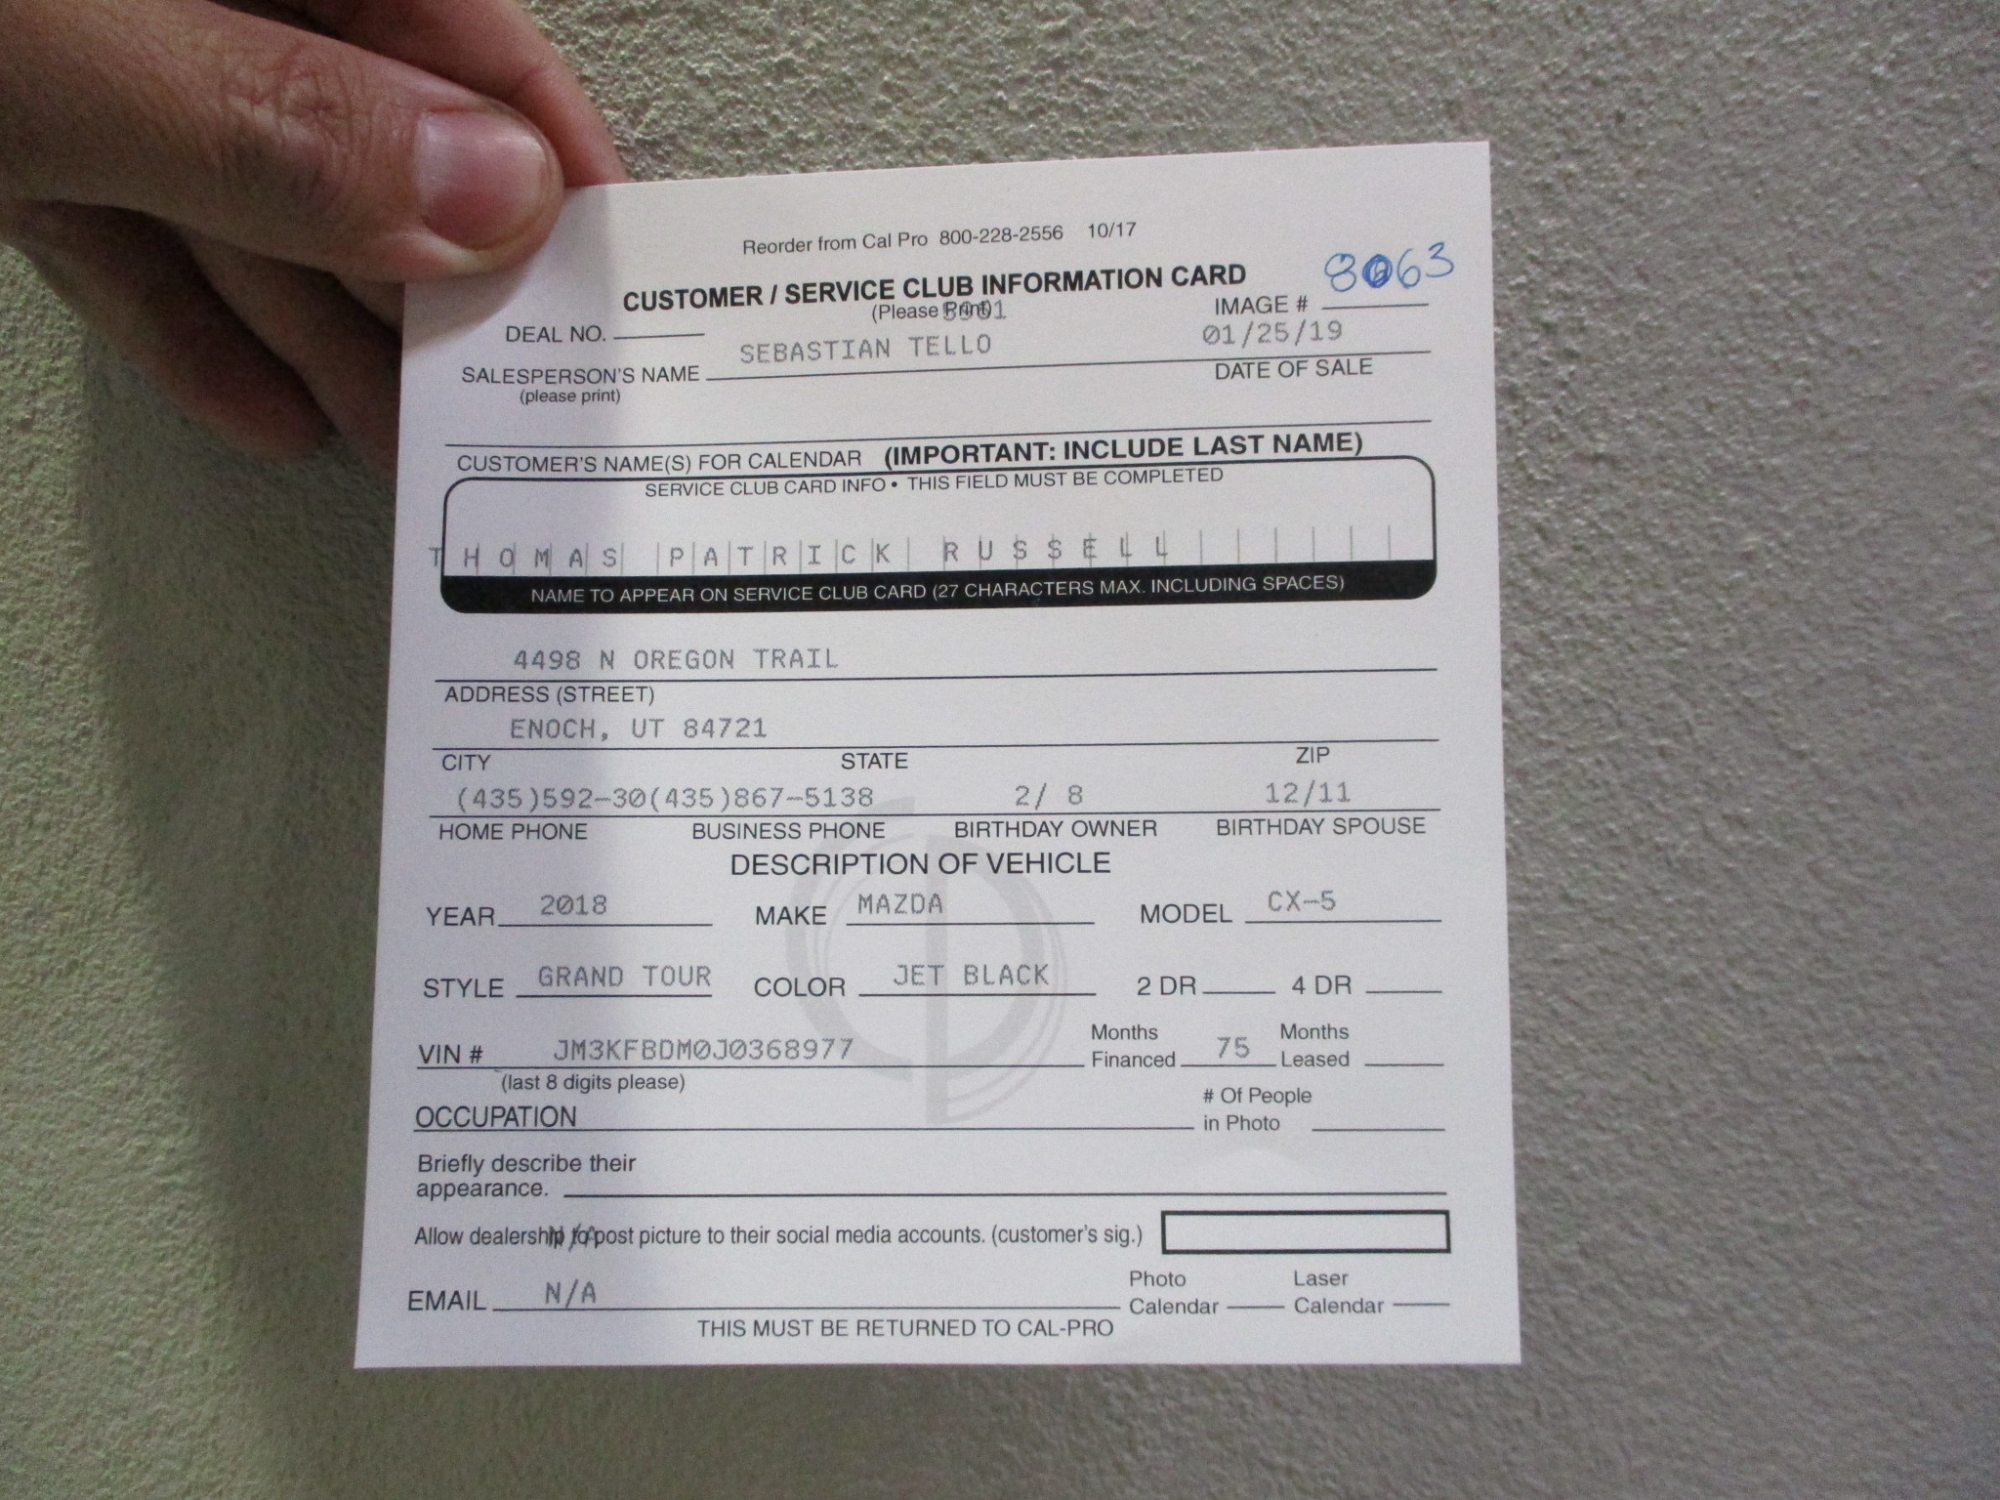 Reorder from Cal Pro 800-228-2556 10/17
CUSTOMER / SERVICE CLUB INFORMATION CARD
8063
(Please Print)
IMAGE #
DEAL NO.
SEBASTIAN TELLO
01/25/19
SALESPERSON'S NAME
DATE OF SALE
(please print)
CUSTOMER'S NAME(S) FOR CALENDAR (IMPORTANT: INCLUDE LAST NAME)
SERVICE CLUB CARD INFO • THIS FIELD MUST BE COMPLETED
THOMAS PATRICK RUSSELL
NAME TO APPEAR ON SERVICE CLUB CARD (27 CHARACTERS MAX. INCLUDING SPACES)
4498 N OREGON TRAIL
ADDRESS (STREET)
ENOCH, UT 84721
CITY STATE ZIP
(435)592-30(435)867-5138 2/ 8 12/11
HOME PHONE BUSINESS PHONE BIRTHDAY OWNER BIRTHDAY SPOUSE
DESCRIPTION OF VEHICLE
YEAR 2018 MAKE MAZDA MODEL CX-5
STYLE GRAND TOUR COLOR JET BLACK 2 DR 4 DR
VIN # JM3KFBDM0J0368977 Months Financed 75 Months Leased
(last 8 digits please)
OCCUPATION # Of People in Photo
Briefly describe their
appearance.
Allow dealership to post picture to their social media accounts. (customer's sig.)
N/A
EMAIL N/A Photo Calendar Laser Calendar
THIS MUST BE RETURNED TO CAL-PRO